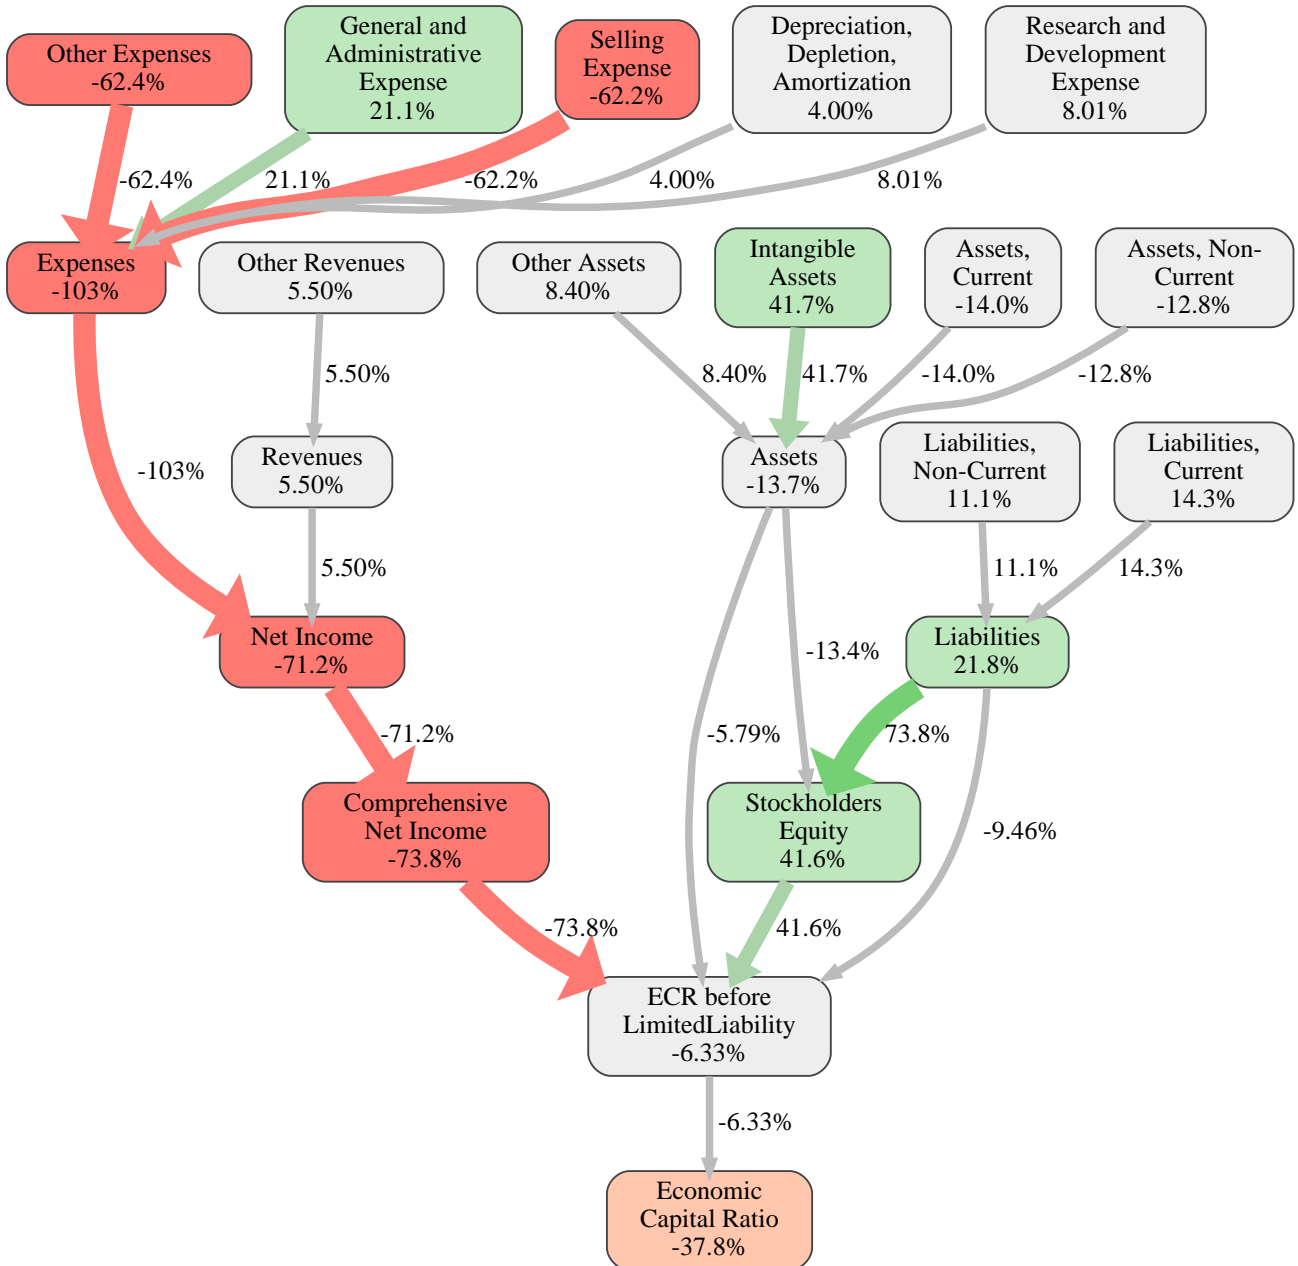 Other Expenses
-62.4%
General and
Administrative
Expense
21.1%
Selling
Expense
-62.2%
Depreciation,
Depletion,
Amortization
4.00%
Research and
Development
Expense
8.01%
-62.4%
21.1%
-62.2%
4.00%
8.01%
Expenses
-103%
Other Revenues
5.50%
Other Assets
8.40%
Intangible
Assets
41.7%
Assets,
Current
-14.0%
Assets, Non-
Current
-12.8%
5.50%
8.40%
41.7%
-14.0%
-12.8%
-103%
Revenues
5.50%
Assets
-13.7%
Liabilities,
Non-Current
11.1%
Liabilities,
Current
14.3%
5.50%
11.1%
14.3%
Net Income
-71.2%
-13.4%
Liabilities
21.8%
-71.2%
-5.79%
73.8%
Comprehensive
Net Income
-73.8%
Stockholders
Equity
41.6%
-9.46%
-73.8%
41.6%
ECR before
LimitedLiability
-6.33%
-6.33%
Economic
Capital Ratio
-37.8%